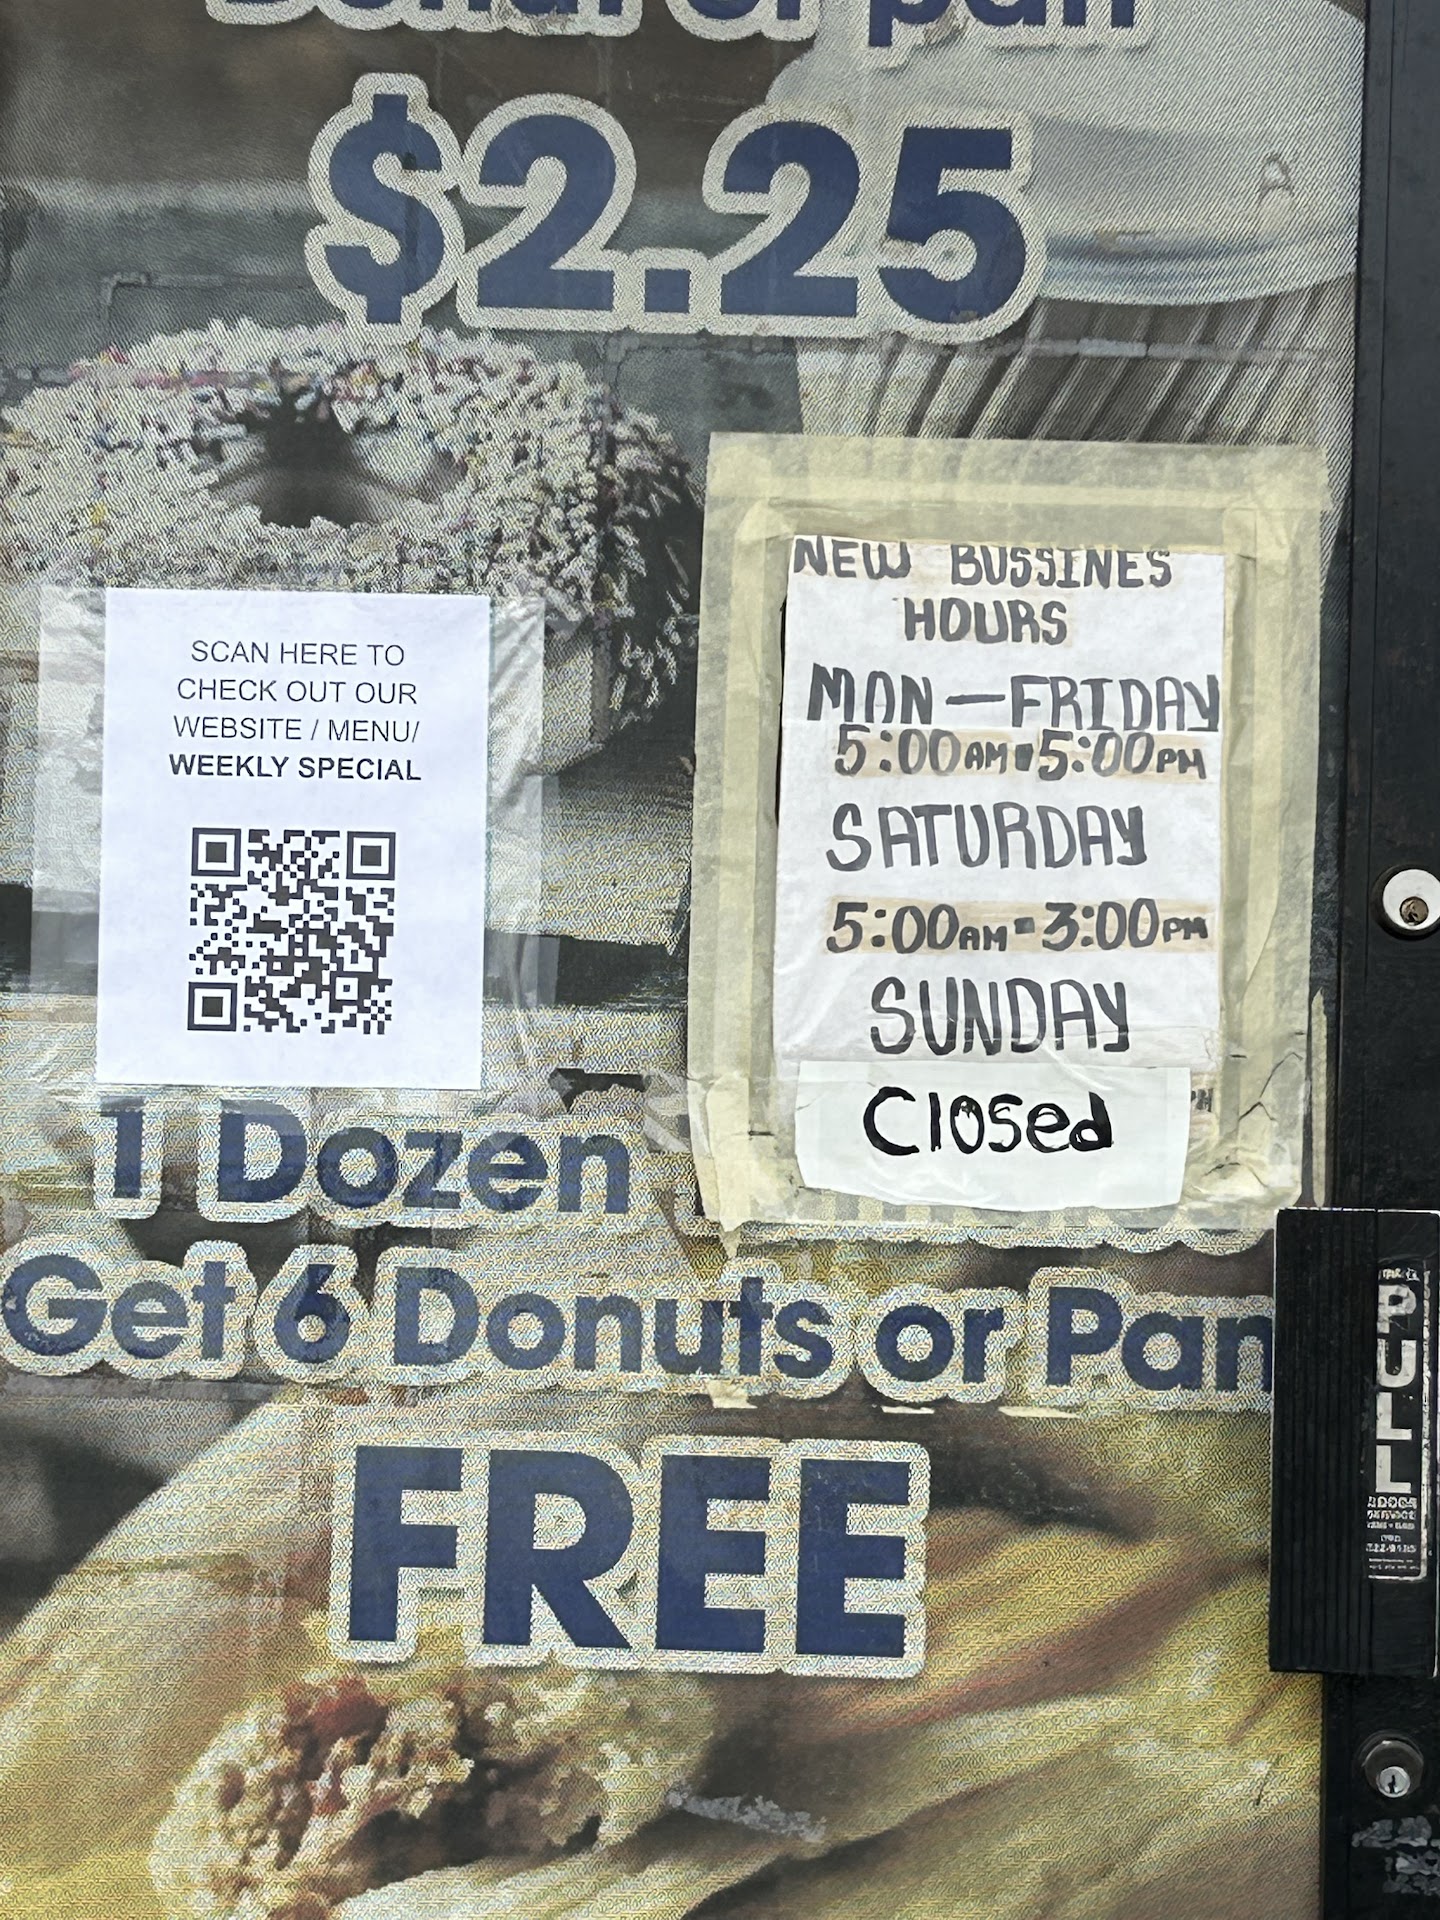 $2.25
SCAN HERE TO
CHECK OUT OUR
WEBSITE / MENU/
WEEKLY SPECIAL
NEW BUSSINES
HOURS
MON—FRIDAY
5:00AM-5:00PM
SATURDAY
5:00AM-3:00PM
SUNDAY
Closed
1 Dozen
Get 6 Donuts or Pan
FREE
PULL